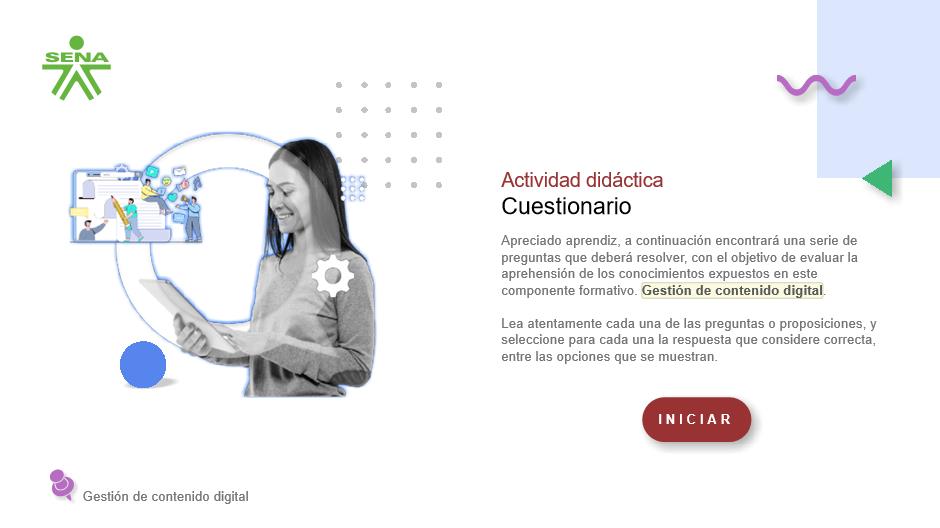 SENA
Actividad didáctica
Cuestionario
Apreciado aprendiz, a continuación encontrará una serie de
preguntas que deberá resolver, con el objetivo de evaluar la
aprehensión de los conocimientos expuestos en este
componente formativo. Gestión de contenido digital.
Lea atentamente cada una de las preguntas o proposiciones, y
seleccione para cada una la respuesta que considere correcta,
entre las opciones que se muestran.
INICIAR
Gestión de contenido digital